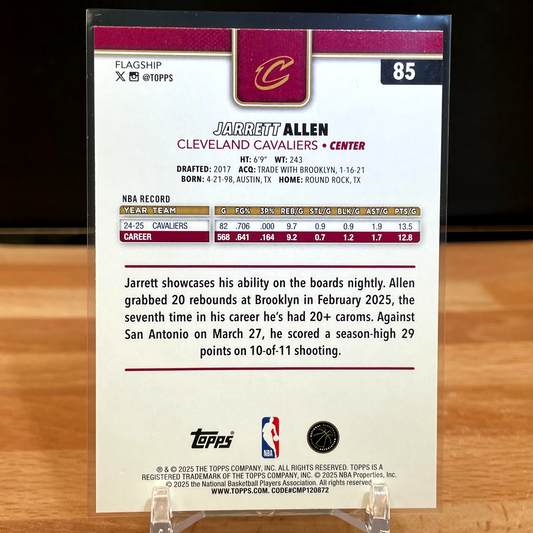 FLAGSHIP
X @TOPPS
C
85
JARRETT ALLEN
CLEVELAND CAVALIERS • CENTER
HT: 6'9" WT: 243
DRAFTED: 2017 ACQ: TRADE WITH BROOKLYN, 1-16-21
BORN: 4-21-98, AUSTIN, TX HOME: ROUND ROCK, TX
NBA RECORD
YEAR TEAM G FG% 3P% REB/G STL/G BLK/G AST/G PTS/G
24-25 CAVALIERS 82 .706 .000 9.7 0.9 0.9 1.9 13.5
CAREER 568 .641 .164 9.2 0.7 1.2 1.7 12.8
Jarrett showcases his ability on the boards nightly. Allen
grabbed 20 rebounds at Brooklyn in February 2025, the
seventh time in his career he's had 20+ caroms. Against
San Antonio on March 27, he scored a season-high 29
points on 10-of-11 shooting.
Topps
NBA
® & © 2025 THE TOPPS COMPANY, INC. ALL RIGHTS RESERVED. TOPPS IS A
REGISTERED TRADEMARK OF THE TOPPS COMPANY, INC. © 2025 NBA Properties, Inc.
© 2025 the National Basketball Players Association. All rights reserved.
WWW.TOPPS.COM. CODE#CMP120872